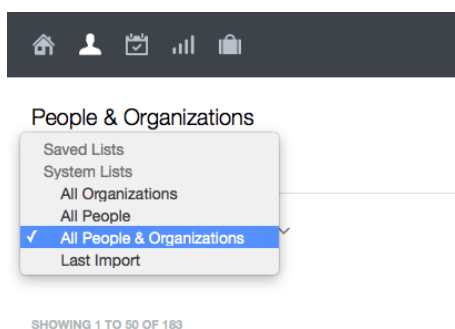 People & Organizations
Saved Lists
System Lists
All Organizations
All People
✓ All People & Organizations
Last Import
SHOWING 1 TO 50 OF 183